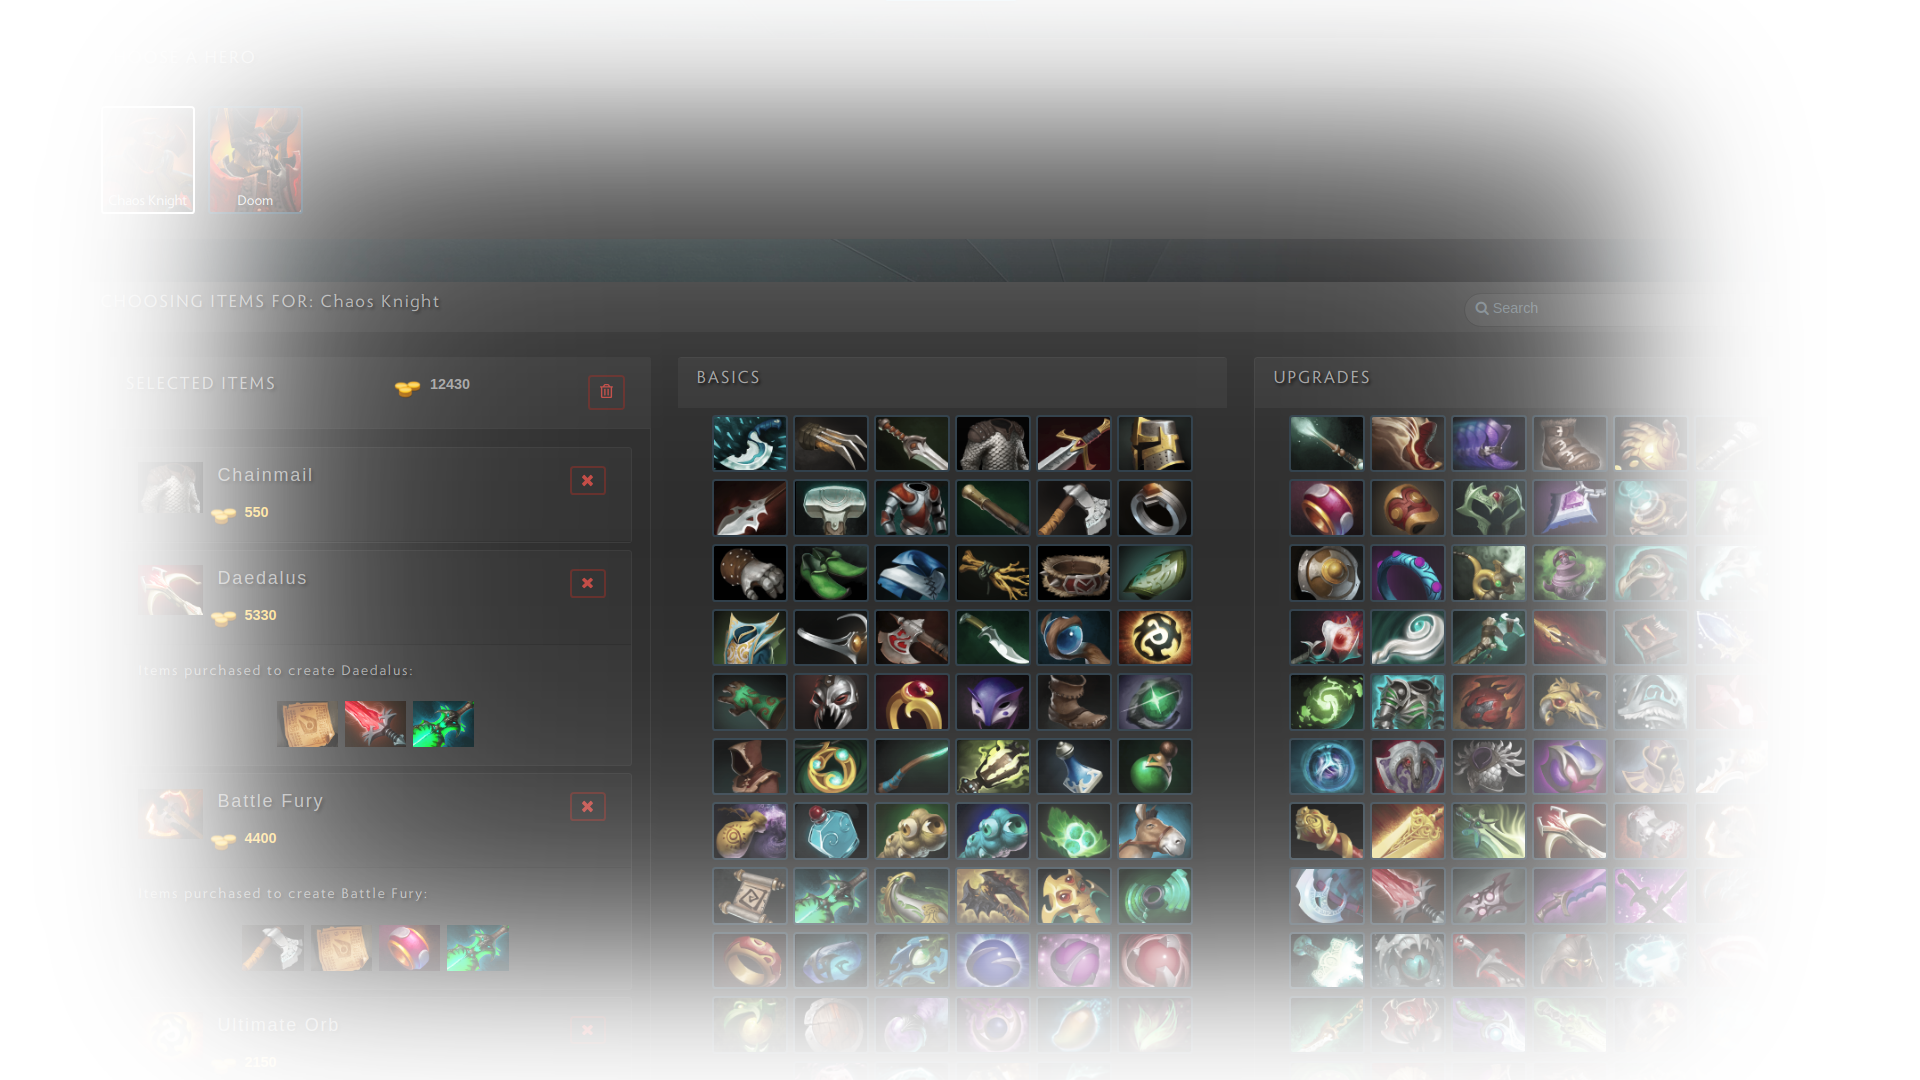 HERO
Chaos Knight
Doom
CHOOSING ITEMS FOR: Chaos Knight
Search
SELECTED ITEMS
12430
BASICS
UPGRADES
Chainmail
550
Daedalus
5330
Items purchased to create Daedalus:
Battle Fury
4400
Items purchased to create Battle Fury:
Ultimate Orb
2150